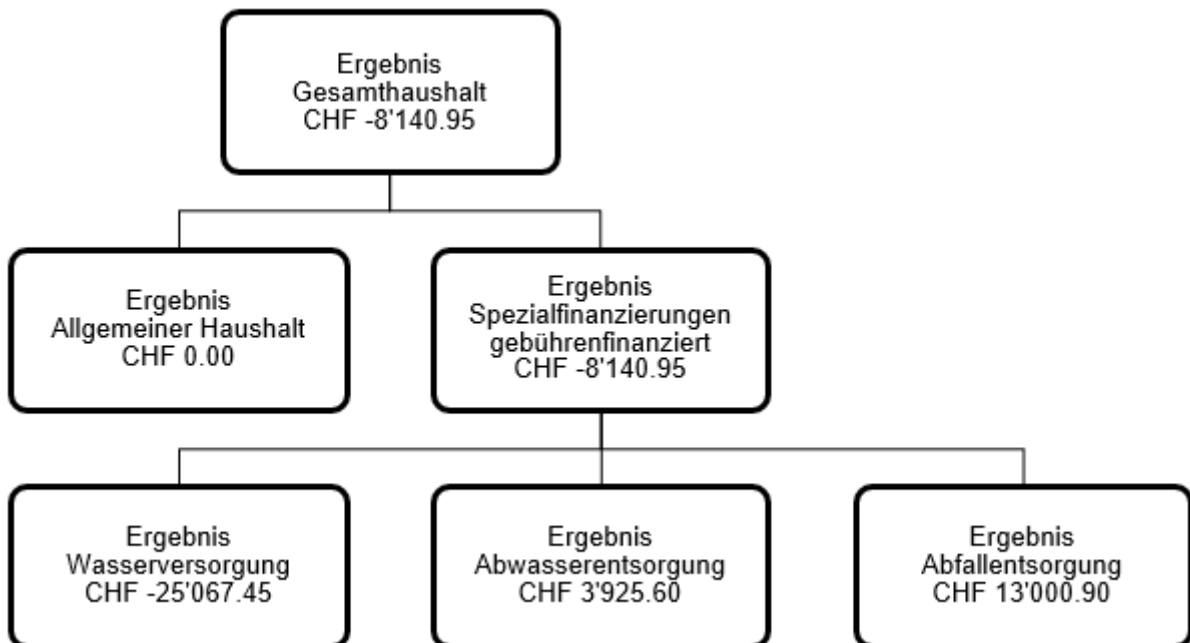 Ergebnis
Gesamthaushalt
CHF -8'140.95
Ergebnis
Allgemeiner Haushalt
CHF 0.00
Ergebnis
Spezialfinanzierungen
gebührenfinanziert
CHF -8'140.95
Ergebnis
Wasserversorgung
CHF -25'067.45
Ergebnis
Abwasserentsorgung
CHF 3'925.60
Ergebnis
Abfallentsorgung
CHF 13'000.90